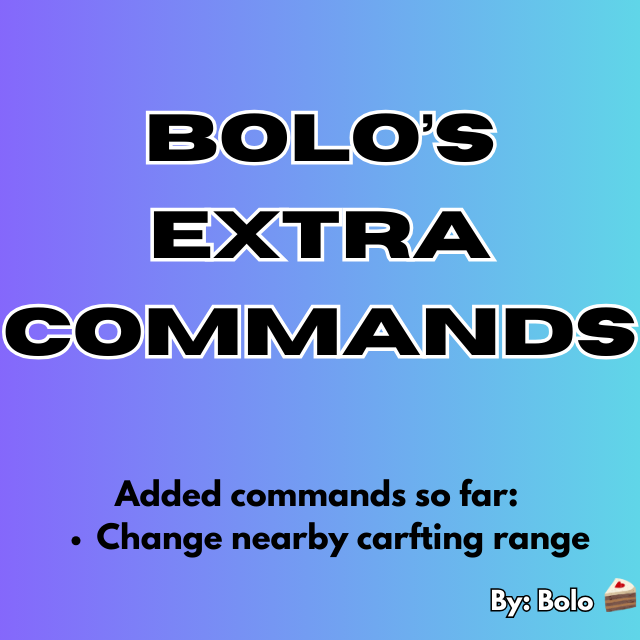 BOLO'S
EXTRA
COMMANDS
Added commands so far:
• Change nearby carfting range
By: Bolo